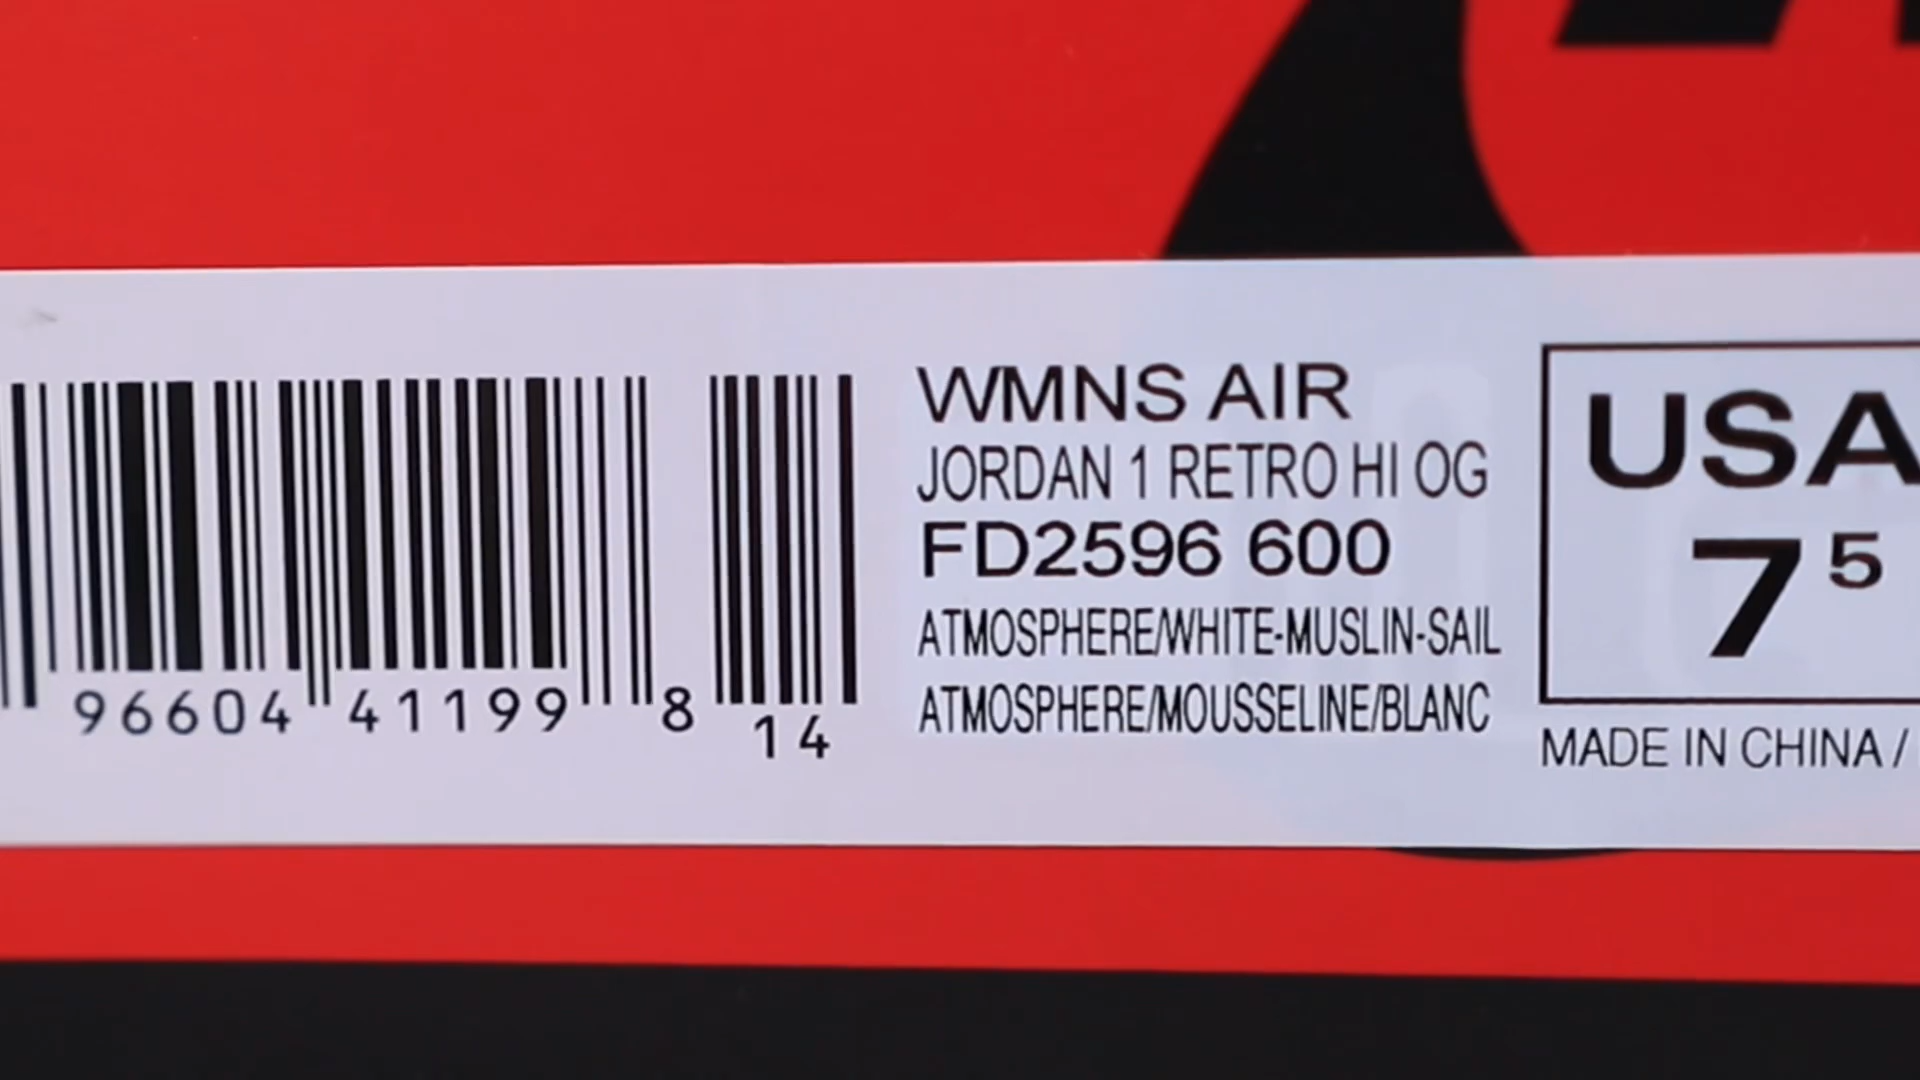 96604 41199 8 14
WMNS AIR
JORDAN 1 RETRO HI OG
FD2596 600
ATMOSPHERE/WHITE-MUSLIN-SAIL
ATMOSPHERE/MOUSSELINE/BLANC
USA
7 5
MADE IN CHINA /